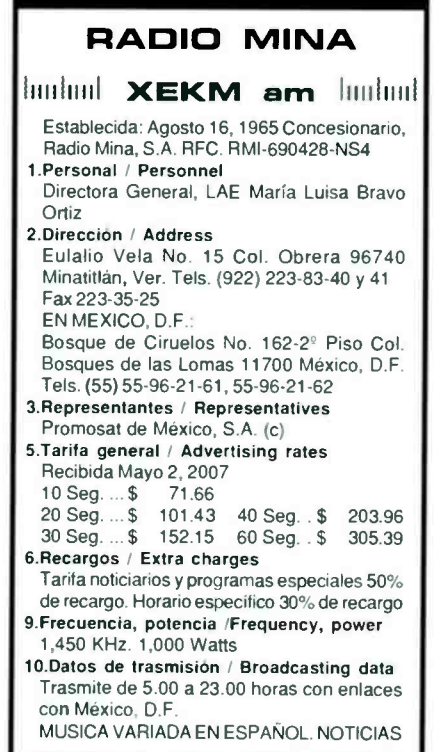 RADIO MINA
XEKM am
Establecida: Agosto 16, 1965 Concesionario,
Radio Mina, S.A. RFC. RMI-690428-NS4
1.Personal / Personnel
Directora General, LAE María Luisa Bravo
Ortiz
2.Dirección / Address
Eulalio Vela No. 15 Col. Obrera 96740
Minatitlán, Ver. Tels. (922) 223-83-40 y 41
Fax 223-35-25
EN MEXICO, D.F.:
Bosque de Ciruelos No. 162-2º Piso Col.
Bosques de las Lomas 11700 México, D.F.
Tels. (55) 55-96-21-61, 55-96-21-62
3.Representantes / Representatives
Promosat de México, S.A. (c)
5.Tarifa general / Advertising rates
Recibida Mayo 2, 2007
10 Seg. ... $ 71.66
20 Seg. ... $ 101.43 40 Seg. . $ 203.96
30 Seg. ... $ 152.15 60 Seg. . $ 305.39
6.Recargos / Extra charges
Tarifa noticiarios y programas especiales 50%
de recargo. Horario especifico 30% de recargo
9.Frecuencia, potencia /Frequency, power
1,450 KHz. 1,000 Watts
10.Datos de trasmisión / Broadcasting data
Trasmite de 5.00 a 23.00 horas con enlaces
con México, D.F.
MUSICA VARIADA EN ESPAÑOL. NOTICIAS